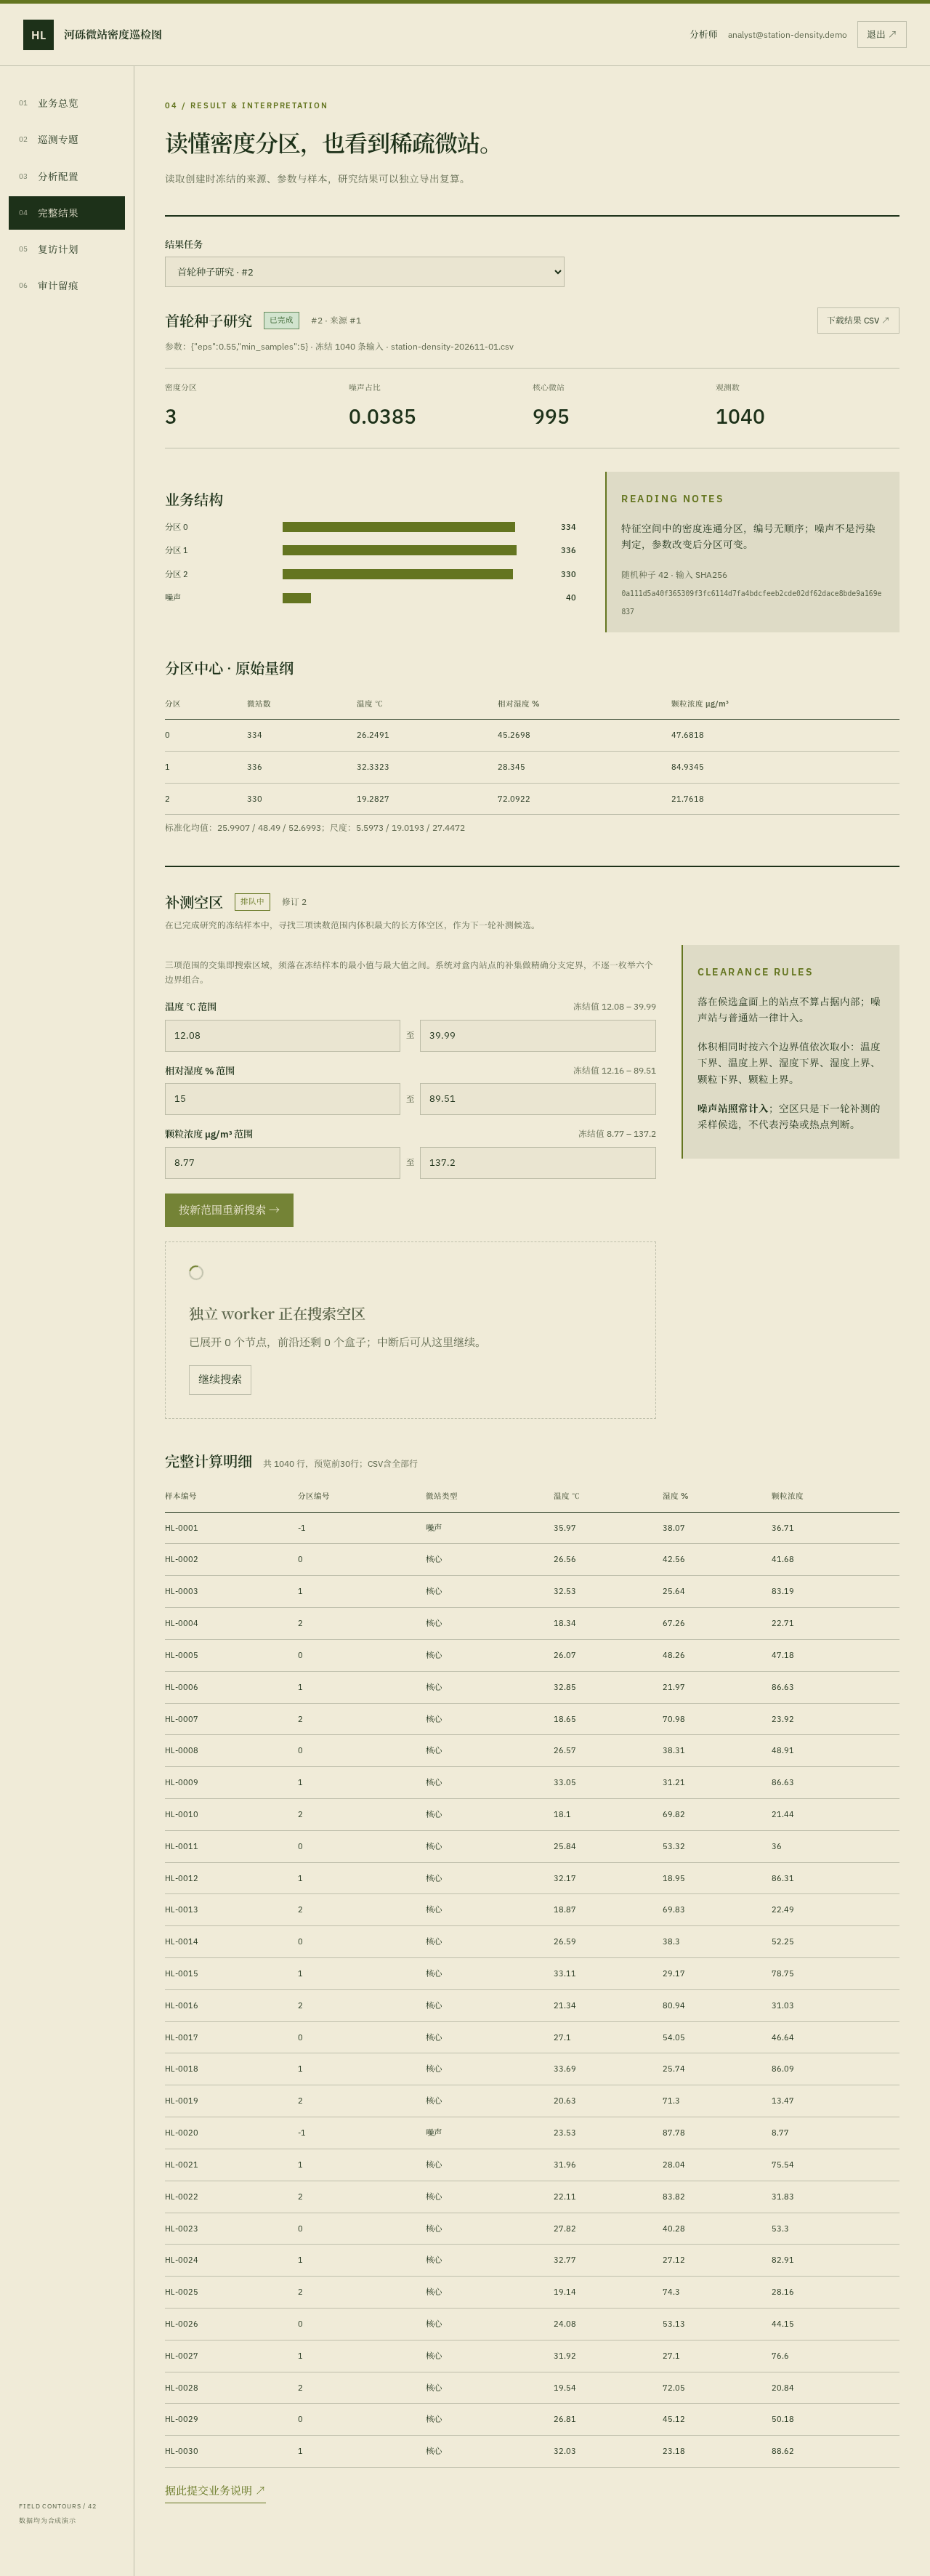 HL 河砾微站密度巡检图
分析师 analyst@station-density.demo 退出 ↗
01 业务总览
02 巡测专题
03 分析配置
04 完整结果
05 复访计划
06 审计留痕
04 / RESULT & INTERPRETATION
读懂密度分区，也看到稀疏微站。
读取创建时冻结的来源、参数与样本，研究结果可以独立导出复算。
结果任务
首轮种子研究 · #2
首轮种子研究 已完成 #2 · 来源 #1
下载结果 CSV ↗
参数：{"eps":0.55,"min_samples":5} · 冻结 1040 条输入 · station-density-202611-01.csv
密度分区 噪声占比 核心微站 观测数
3 0.0385 995 1040
业务结构
分区 0 334
分区 1 336
分区 2 330
噪声 40
READING NOTES
特征空间中的密度连通分区，编号无顺序；噪声不是污染
判定，参数改变后分区可变。
随机种子 42 · 输入 SHA256
0a111d5a40f365309f3fc6114d7fa4bdcfeeb2cde02df62dace8bde9a169e
837
分区中心 · 原始量纲
分区 微站数 温度 ℃ 相对湿度 % 颗粒浓度 μg/m³
0 334 26.2491 45.2698 47.6818
1 336 32.3323 28.345 84.9345
2 330 19.2827 72.0922 21.7618
标准化均值：25.9907 / 48.49 / 52.6993；尺度：5.5973 / 19.0193 / 27.4472
补测空区 排队中 修订 2
在已完成研究的冻结样本中，寻找三项读数范围内体积最大的长方体空区，作为下一轮补测候选。
三项范围的交集即搜索区域，须落在冻结样本的最小值与最大值之间。系统对盒内站点的补集做精确分支定界，不逐一枚举六个
边界组合。
温度 ℃ 范围 冻结值 12.08 – 39.99
12.08 至 39.99
相对湿度 % 范围 冻结值 12.16 – 89.51
15 至 89.51
颗粒浓度 μg/m³ 范围 冻结值 8.77 – 137.2
8.77 至 137.2
按新范围重新搜索 →
CLEARANCE RULES
落在候选盒面上的站点不算占据内部；噪
声站与普通站一律计入。
体积相同时按六个边界值依次取小：温度
下界、温度上界、湿度下界、湿度上界、
颗粒下界、颗粒上界。
噪声站照常计入；空区只是下一轮补测的
采样候选，不代表污染或热点判断。
独立 worker 正在搜索空区
已展开 0 个节点，前沿还剩 0 个盒子；中断后可从这里继续。
继续搜索
完整计算明细 共 1040 行，预览前30行；CSV含全部行
样本编号 分区编号 微站类型 温度 ℃ 湿度 % 颗粒浓度
HL-0001 -1 噪声 35.97 38.07 36.71
HL-0002 0 核心 26.56 42.56 41.68
HL-0003 1 核心 32.53 25.64 83.19
HL-0004 2 核心 18.34 67.26 22.71
HL-0005 0 核心 26.07 48.26 47.18
HL-0006 1 核心 32.85 21.97 86.63
HL-0007 2 核心 18.65 70.98 23.92
HL-0008 0 核心 26.57 38.31 48.91
HL-0009 1 核心 33.05 31.21 86.63
HL-0010 2 核心 18.1 69.82 21.44
HL-0011 0 核心 25.84 53.32 36
HL-0012 1 核心 32.17 18.95 86.31
HL-0013 2 核心 18.87 69.83 22.49
HL-0014 0 核心 26.59 38.3 52.25
HL-0015 1 核心 33.11 29.17 78.75
HL-0016 2 核心 21.34 80.94 31.03
HL-0017 0 核心 27.1 54.05 46.64
HL-0018 1 核心 33.69 25.74 86.09
HL-0019 2 核心 20.63 71.3 13.47
HL-0020 -1 噪声 23.53 87.78 8.77
HL-0021 1 核心 31.96 28.04 75.54
HL-0022 2 核心 22.11 83.82 31.83
HL-0023 0 核心 27.82 40.28 53.3
HL-0024 1 核心 32.77 27.12 82.91
HL-0025 2 核心 19.14 74.3 28.16
HL-0026 0 核心 24.08 53.13 44.15
HL-0027 1 核心 31.92 27.1 76.6
HL-0028 2 核心 19.54 72.05 20.84
HL-0029 0 核心 26.81 45.12 50.18
HL-0030 1 核心 32.03 23.18 88.62
据此提交业务说明 ↗
FIELD CONTOURS / 42
数据均为合成演示